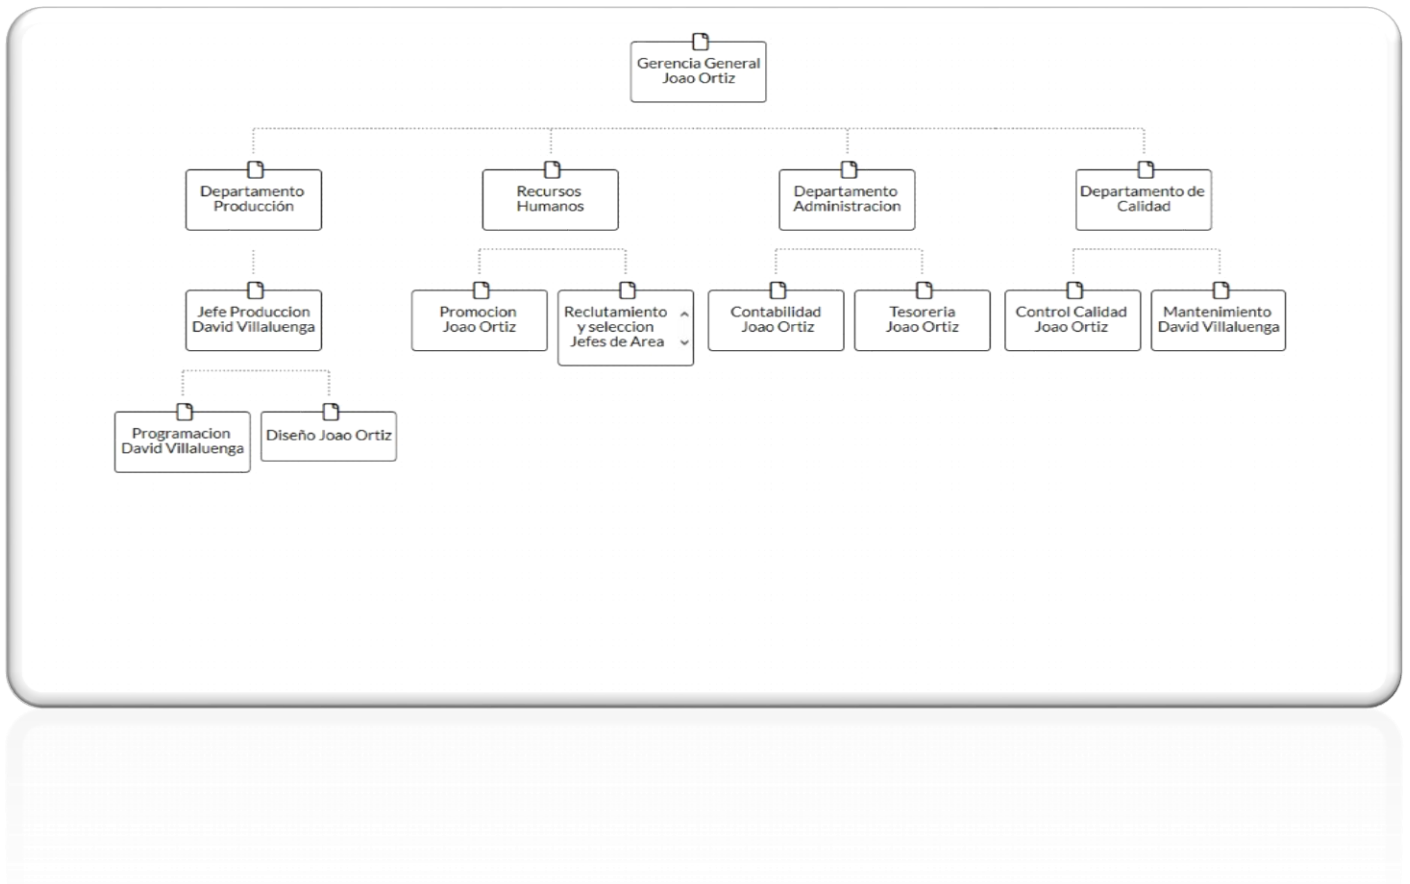 Gerencia General
Joao Ortiz
Departamento
Producción
Recursos
Humanos
Departamento
Administracion
Departamento de
Calidad
Jefe Produccion
David Villaluenga
Promocion
Joao Ortiz
Reclutamiento
y seleccion
Jefes de Area
Contabilidad
Joao Ortiz
Tesoreria
Joao Ortiz
Control Calidad
Joao Ortiz
Mantenimiento
David Villaluenga
Programacion
David Villaluenga
Diseño Joao Ortiz